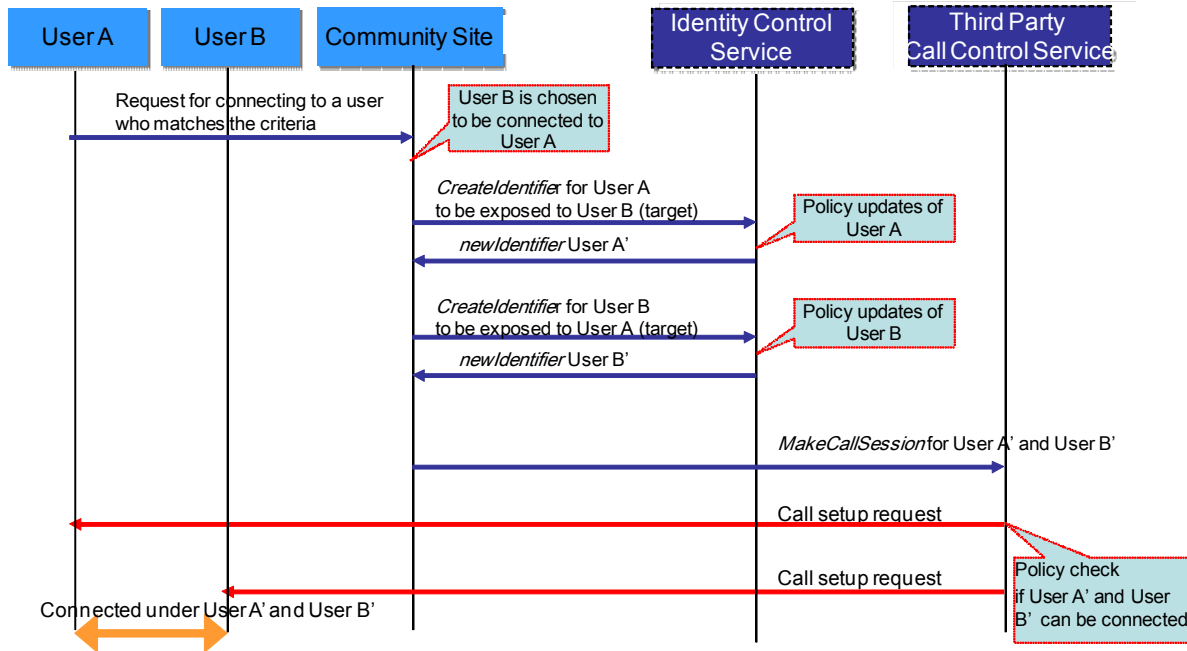 User A
User B
Community Site
Identity Control
Service
Third Party
Call Control Service
Request for connecting to a user
who matches the criteria
User B is chosen
to be connected to
User A
CreateIdentifier for User A
to be exposed to User B (target)
Policy updates of
User A
newIdentifier User A’
CreateIdentifier for User B
to be exposed to User A (target)
Policy updates of
User B
newIdentifier User B’
MakeCallSession for User A’ and User B’
Call setup request
Call setup request
Policy check
if User A’ and User
B’ can be connected
Connected under User A’ and User B’